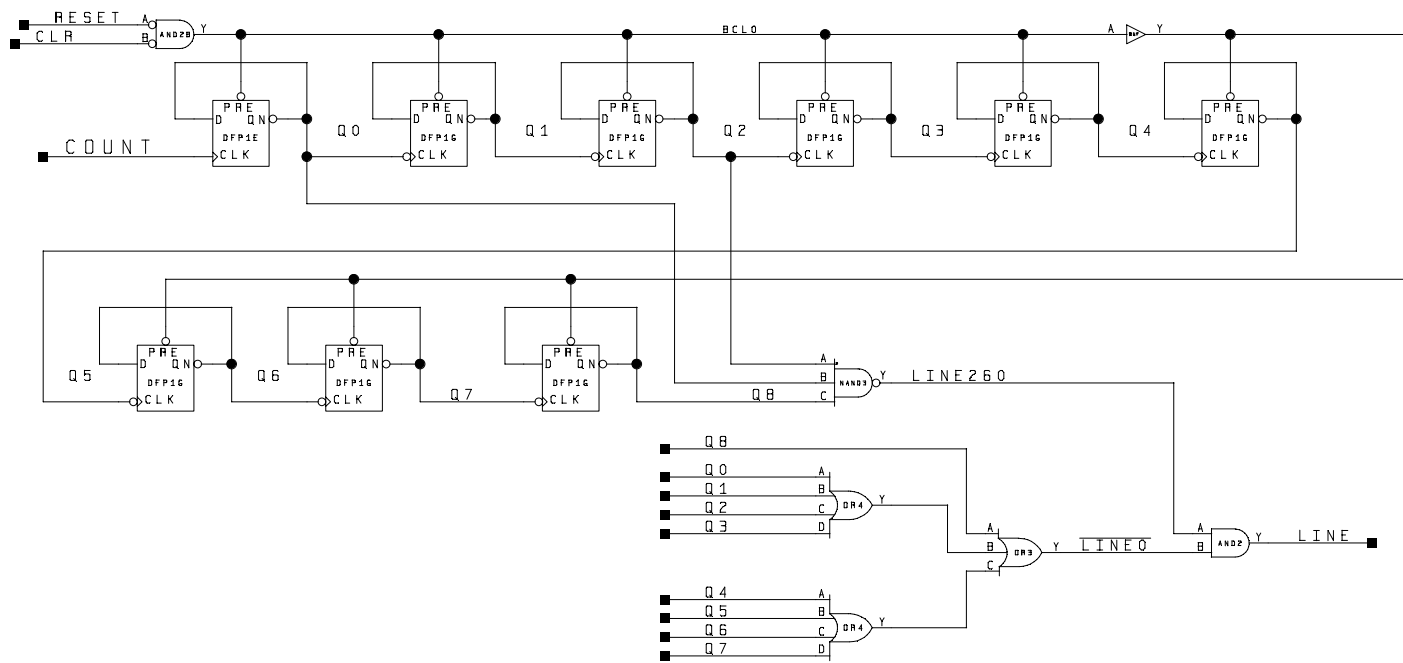 RESET A
CLR B AND2B Y
BCLO A BUF Y
PRE PRE PRE PRE PRE PRE
D QN D QN D QN D QN D QN D QN
Q0 Q1 Q2 Q3 Q4
DFP1E DFP1G DFP1G DFP1G DFP1G DFP1G
COUNT CLK CLK CLK CLK CLK CLK
PRE PRE PRE
D QN D QN D QN
Q5 Q6
DFP1G DFP1G DFP1G
CLK CLK Q7 CLK Q8
A
B NAND3 Y LINE260
C
Q8
Q0 A
Q1 B
OR4 Y
Q2 C
Q3 D
A
B OR3 Y LINE0
C
A
B AND2 Y LINE
Q4 A
Q5 B
OR4 Y
Q6 C
Q7 D